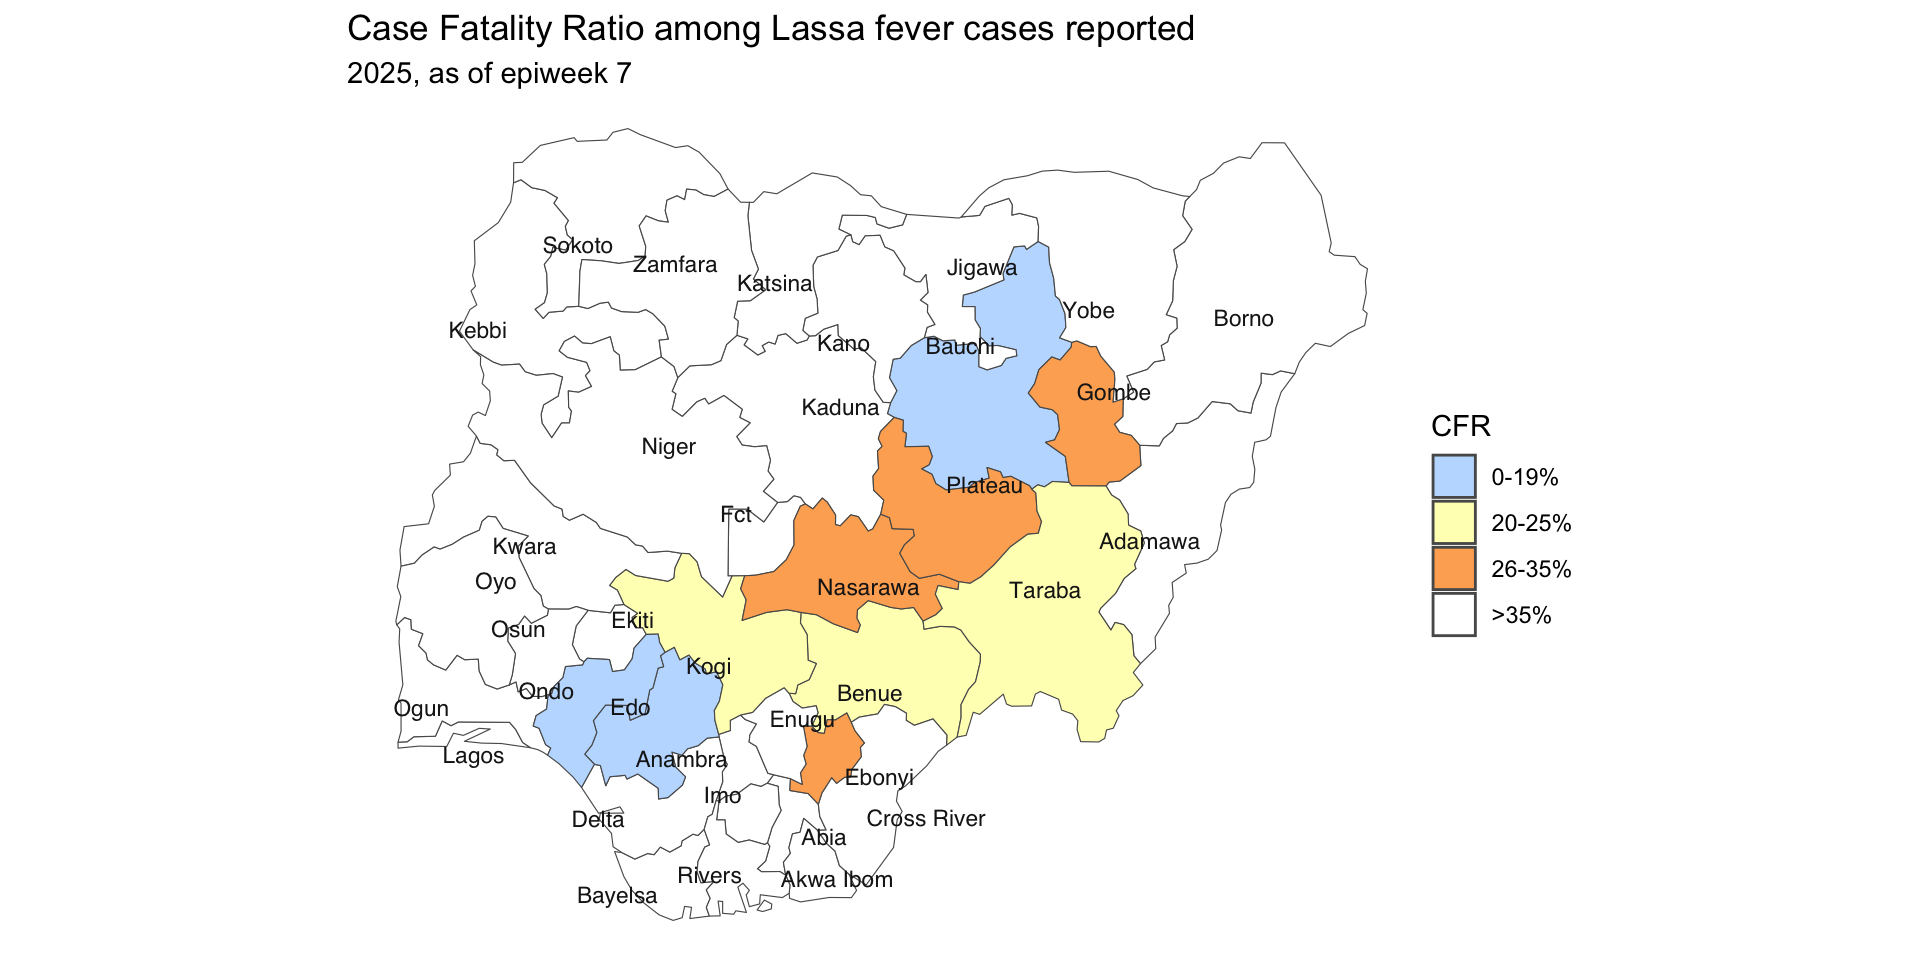 Case Fatality Ratio among Lassa fever cases reported
2025, as of epiweek 7
Sokoto
Zamfara
Katsina
Jigawa
Yobe
Borno
Kebbi
Kano
Bauchi
Gombe
Kaduna
Niger
Plateau
Fct
Adamawa
Kwara
Oyo
Nasarawa
Taraba
Ekiti
Osun
Kogi
Ondo
Edo
Benue
Ogun
Enugu
Lagos
Anambra
Ebonyi
Imo
Delta
Cross River
Abia
Rivers
Akwa Ibom
Bayelsa
CFR
0-19%
20-25%
26-35%
>35%